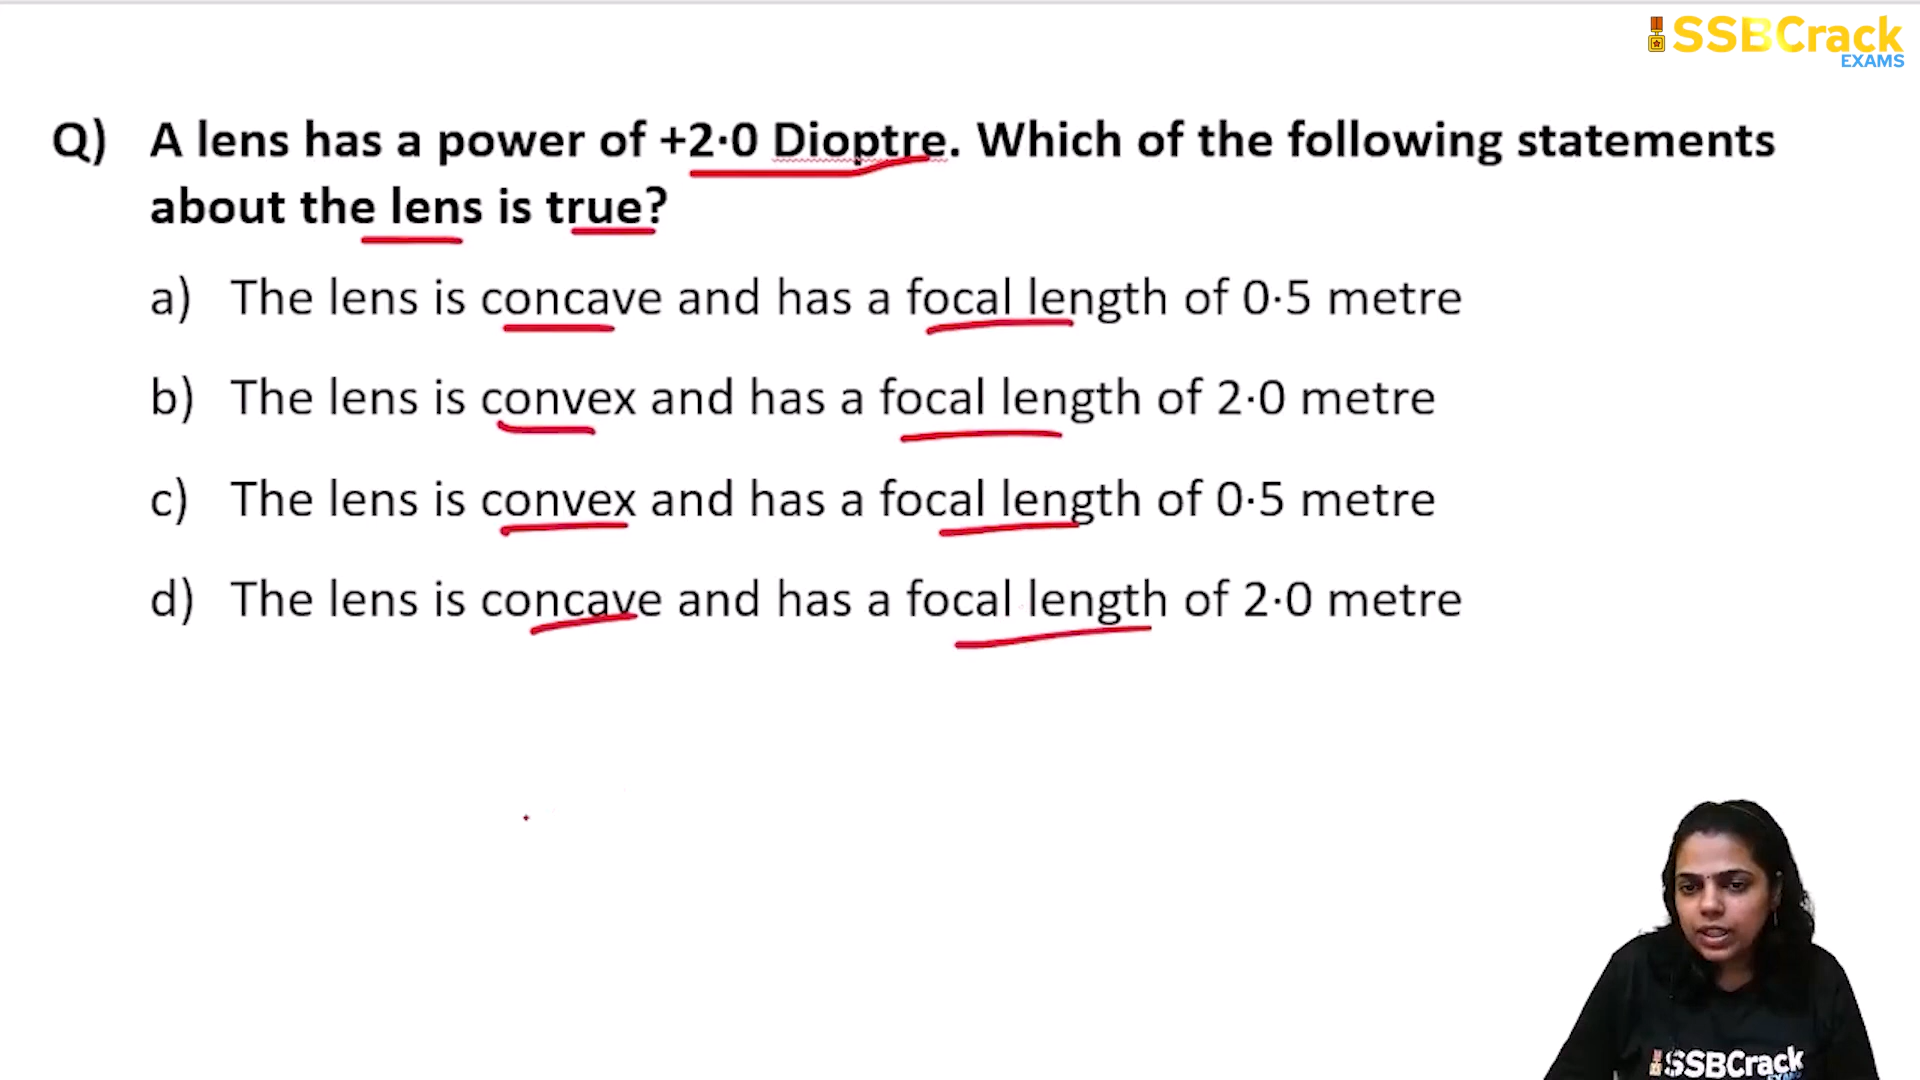 SSBCrack
EXAMS
Q) A lens has a power of +2·0 Dioptre. Which of the following statements
about the lens is true?
a) The lens is concave and has a focal length of 0·5 metre
b) The lens is convex and has a focal length of 2·0 metre
c) The lens is convex and has a focal length of 0·5 metre
d) The lens is concave and has a focal length of 2·0 metre
SSBCrack
EXAMS